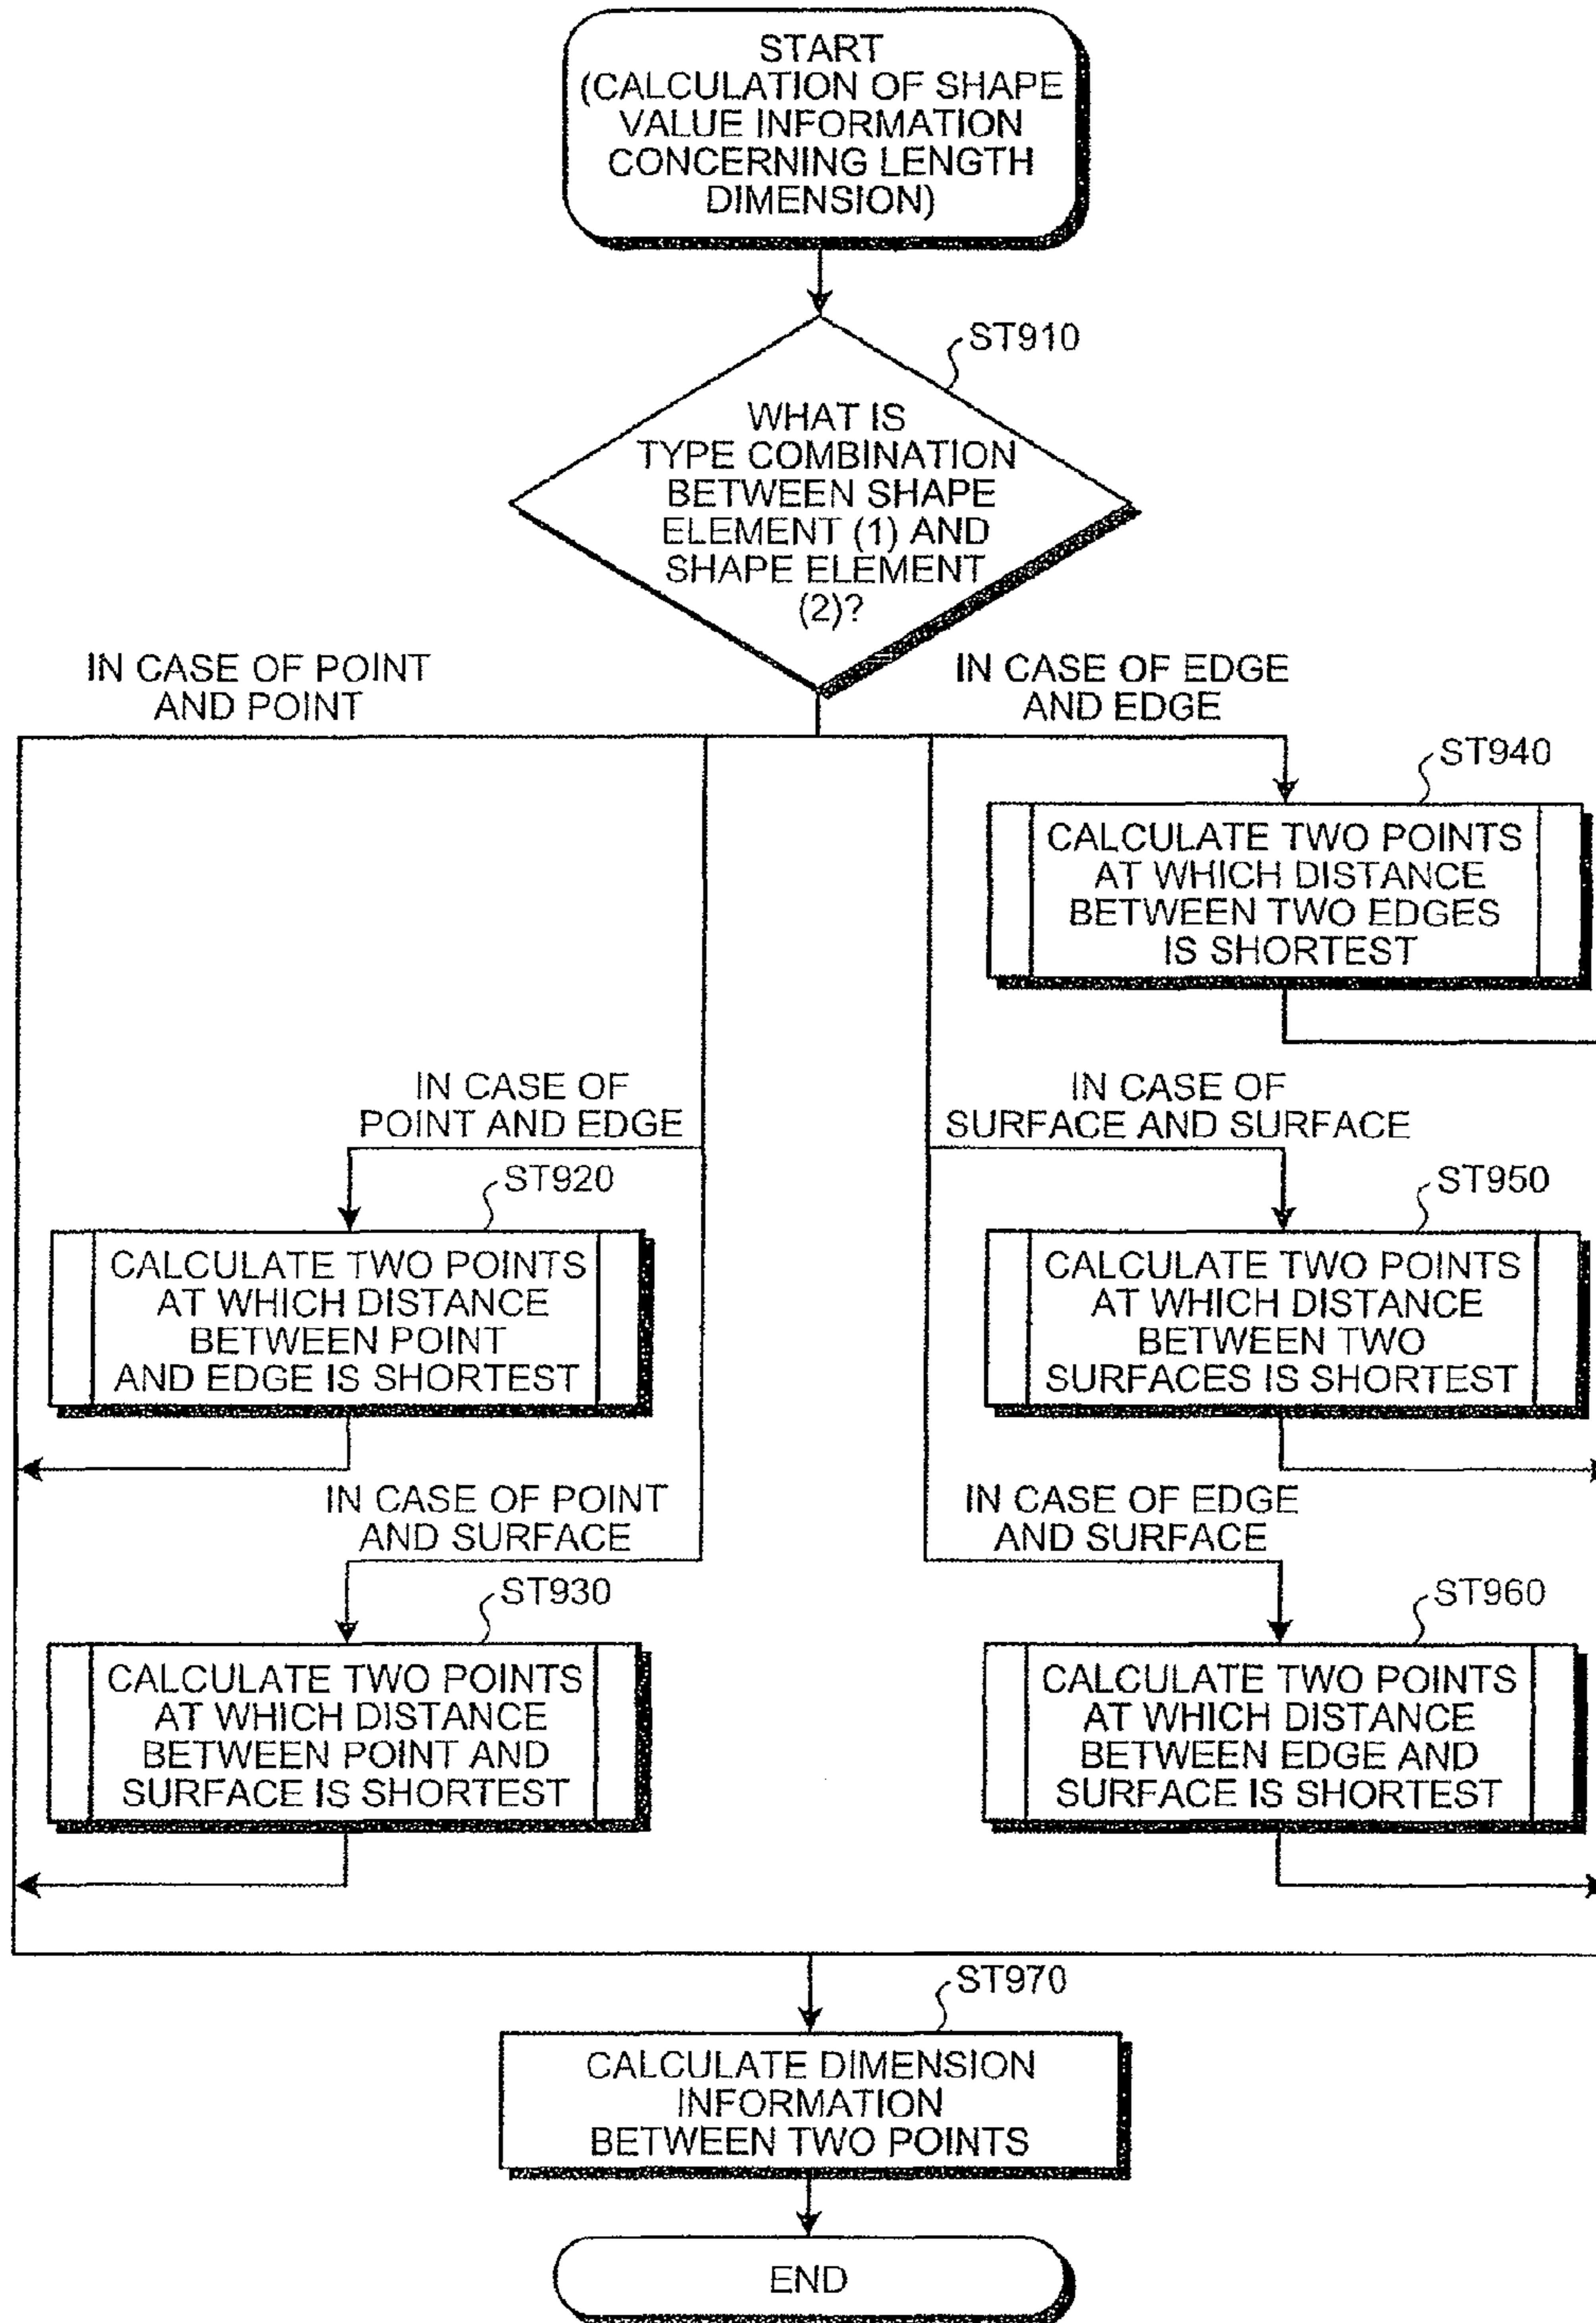 START
(CALCULATION OF SHAPE
VALUE INFORMATION
CONCERNING LENGTH
DIMENSION)
ST910
WHAT IS
TYPE COMBINATION
BETWEEN SHAPE
ELEMENT (1) AND
SHAPE ELEMENT
(2)?
IN CASE OF POINT
AND POINT
IN CASE OF EDGE
AND EDGE
ST940
CALCULATE TWO POINTS
AT WHICH DISTANCE
BETWEEN TWO EDGES
IS SHORTEST
IN CASE OF
POINT AND EDGE
ST920
CALCULATE TWO POINTS
AT WHICH DISTANCE
BETWEEN POINT
AND EDGE IS SHORTEST
IN CASE OF
SURFACE AND SURFACE
ST950
CALCULATE TWO POINTS
AT WHICH DISTANCE
BETWEEN TWO
SURFACES IS SHORTEST
IN CASE OF POINT
AND SURFACE
ST930
CALCULATE TWO POINTS
AT WHICH DISTANCE
BETWEEN POINT AND
SURFACE IS SHORTEST
IN CASE OF EDGE
AND SURFACE
ST960
CALCULATE TWO POINTS
AT WHICH DISTANCE
BETWEEN EDGE AND
SURFACE IS SHORTEST
ST970
CALCULATE DIMENSION
INFORMATION
BETWEEN TWO POINTS
END